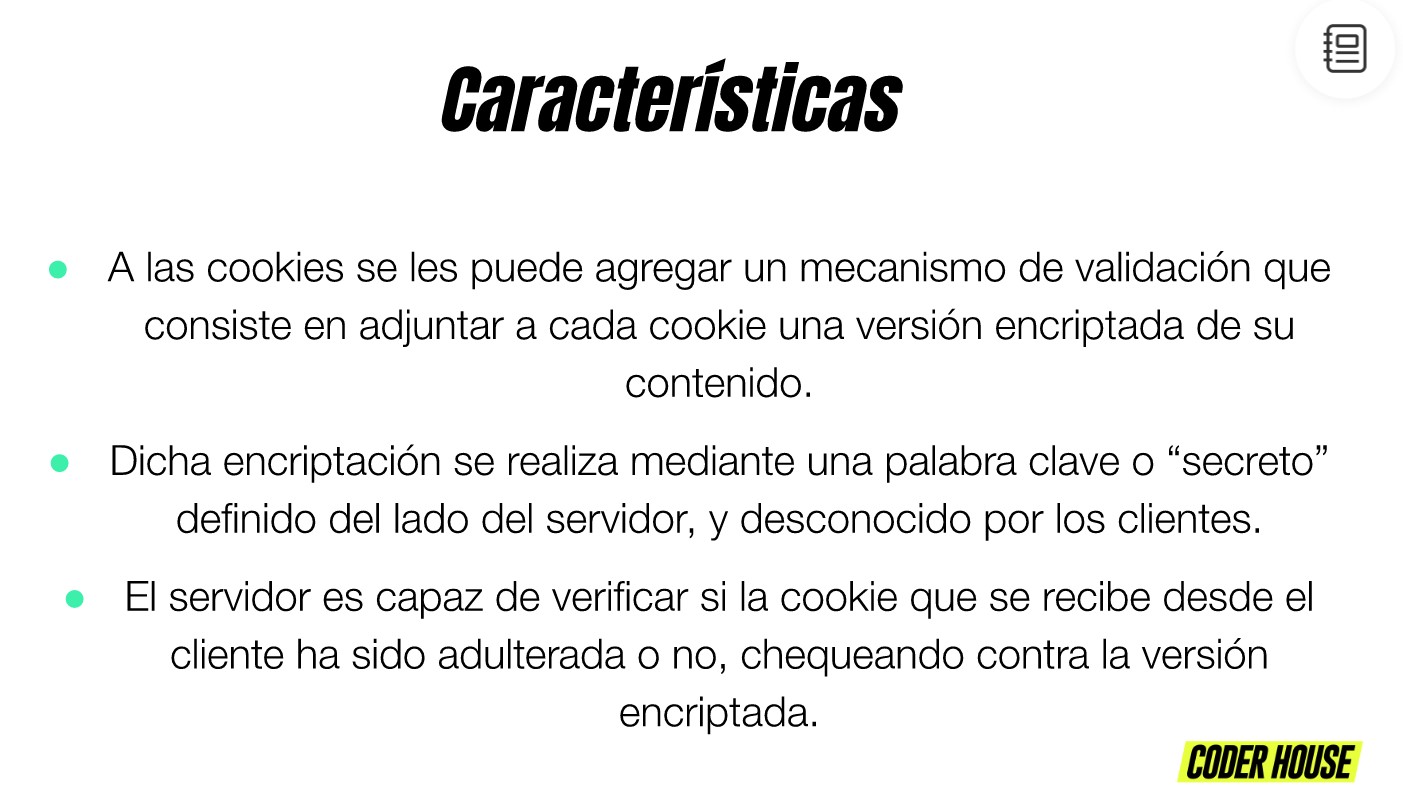 Características
● A las cookies se les puede agregar un mecanismo de validación que
consiste en adjuntar a cada cookie una versión encriptada de su
contenido.
● Dicha encriptación se realiza mediante una palabra clave o “secreto”
definido del lado del servidor, y desconocido por los clientes.
● El servidor es capaz de verificar si la cookie que se recibe desde el
cliente ha sido adulterada o no, chequeando contra la versión
encriptada.
CODER HOUSE